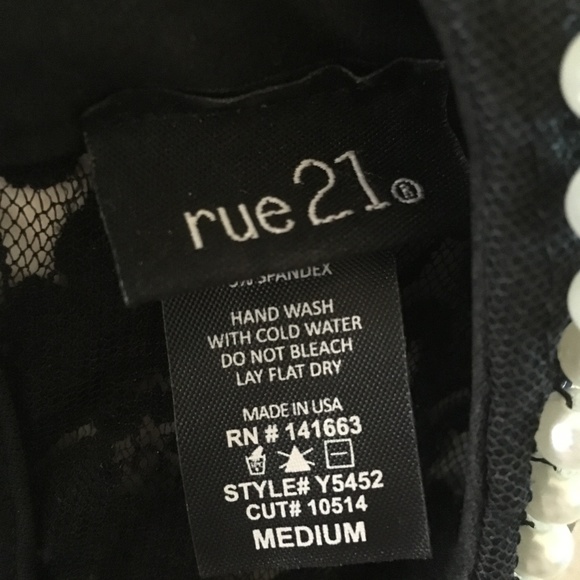 rue21®
% SPANDEX
HAND WASH
WITH COLD WATER
DO NOT BLEACH
LAY FLAT DRY
MADE IN USA
RN # 141663
STYLE# Y5452
CUT# 10514
MEDIUM